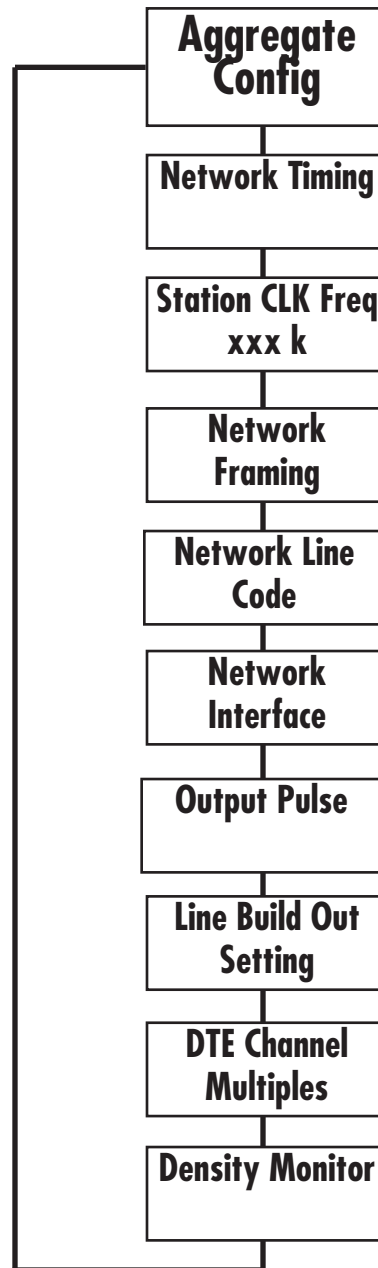 Aggregate
Config
Network Timing
Station CLK Freq
xxx k
Network
Framing
Network Line
Code
Network
Interface
Output Pulse
Line Build Out
Setting
DTE Channel
Multiples
Density Monitor